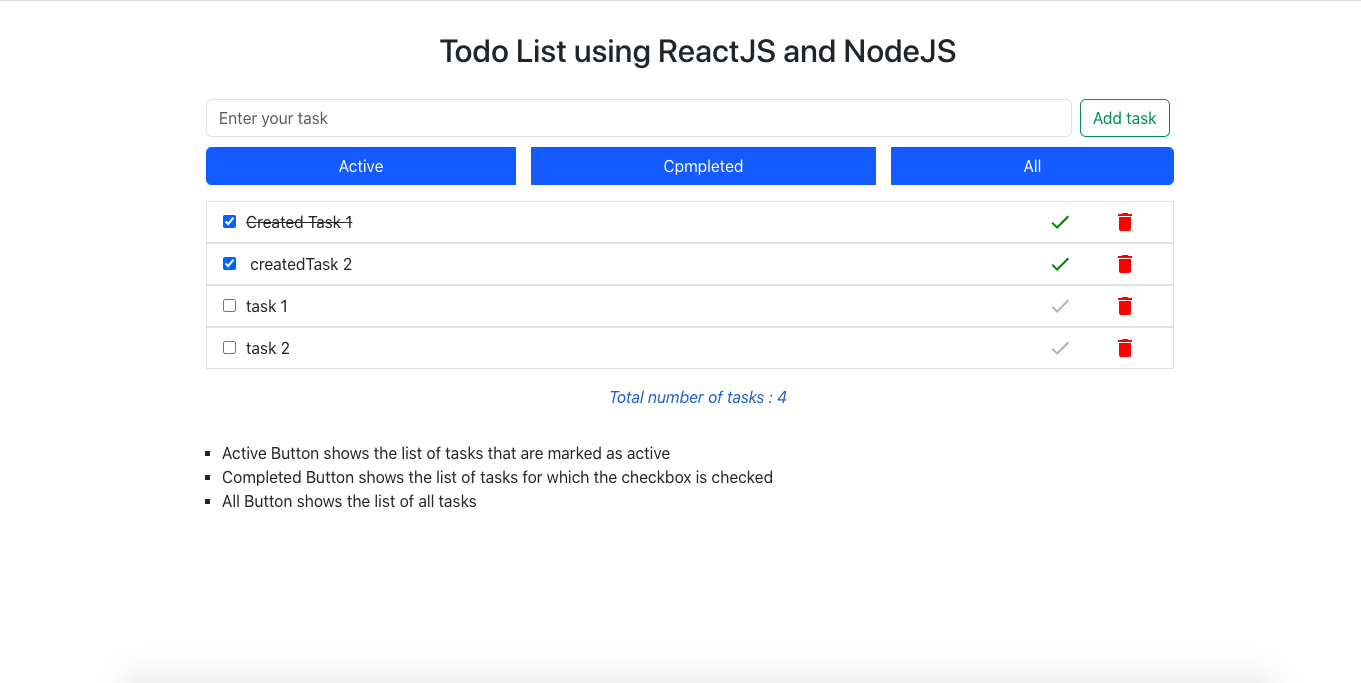 Todo List using ReactJS and NodeJS
Enter your task
Add task
Active
Cpmpleted
All
Created Task 1
createdTask 2
task 1
task 2
Total number of tasks : 4
Active Button shows the list of tasks that are marked as active
Completed Button shows the list of tasks for which the checkbox is checked
All Button shows the list of all tasks